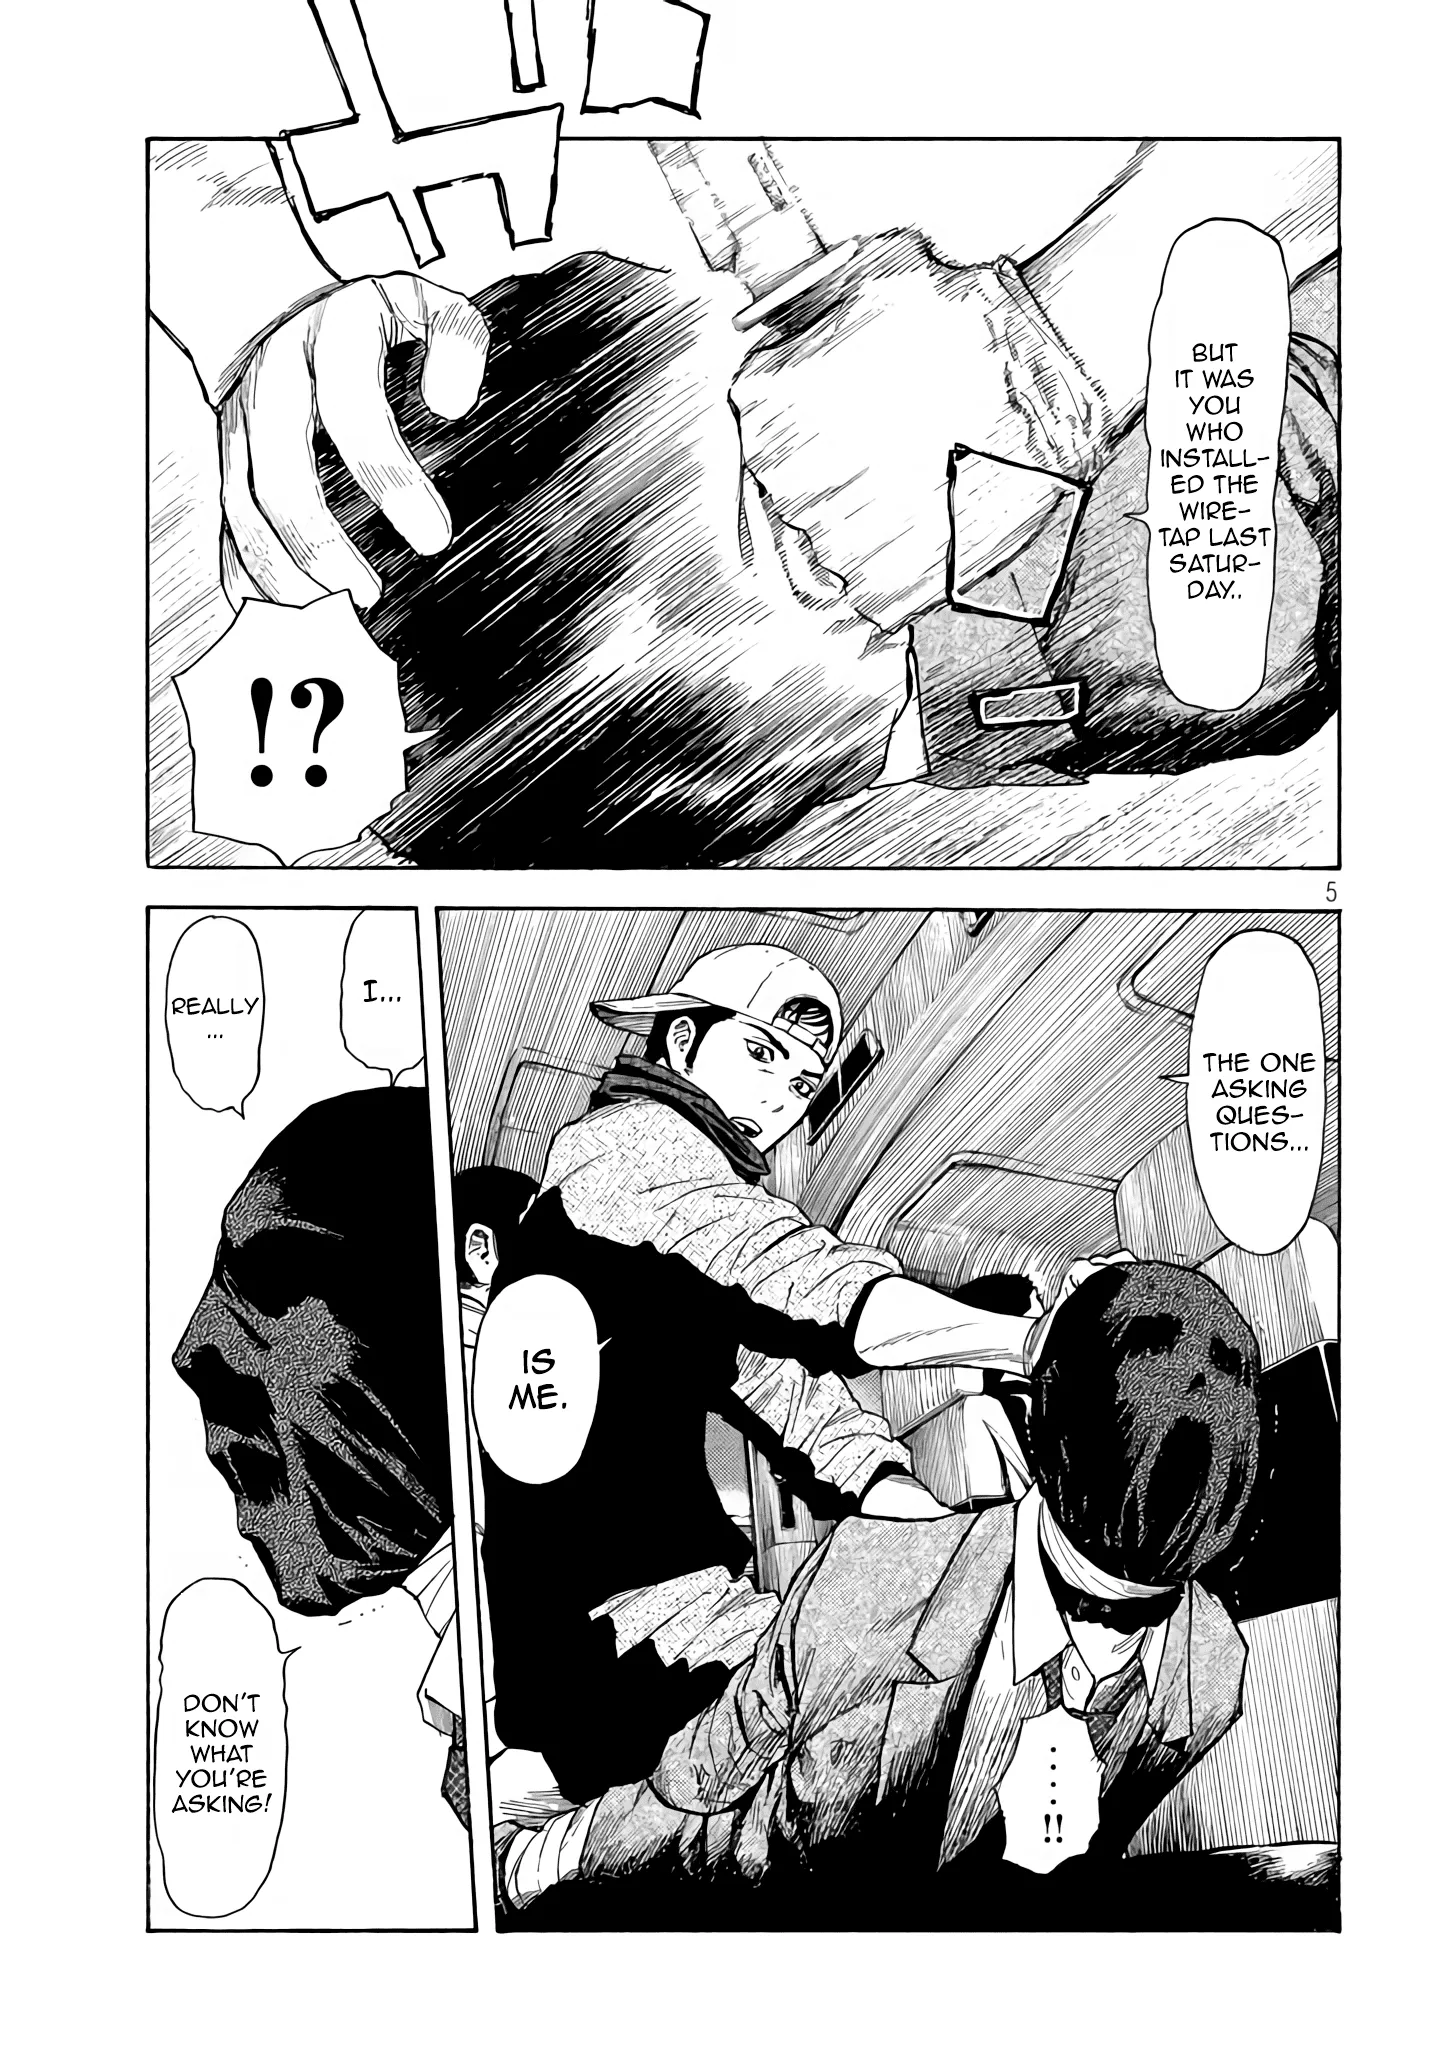 BUT
IT WAS
YOU
WHO
INSTALL-
ED THE
WIRE-
TAP LAST
SATUR-
DAY..
!?
5
THE ONE
ASKING
QUES-
TIONS...
IS
ME.
.....!!
I...
REALLY
...
DON'T
KNOW
WHAT
YOU'RE
ASKING!